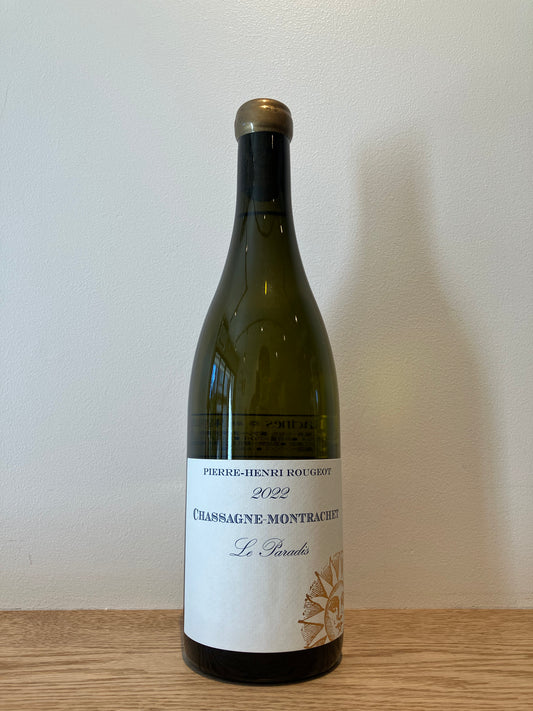 PIERRE-HENRI ROUGEOT
2022
CHASSAGNE-MONTRACHET
Le Paradis